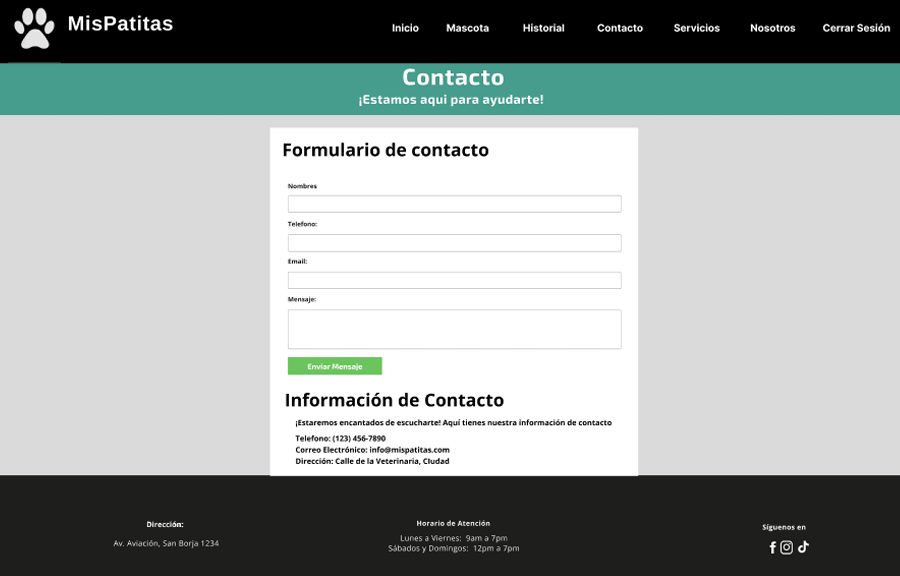 MisPatitas
Inicio Mascota Historial Contacto Servicios Nosotros Cerrar Sesión
Contacto
¡Estamos aqui para ayudarte!
Formulario de contacto
Nombres
Telefono:
Email:
Mensaje:
Enviar Mensaje
Información de Contacto
¡Estaremos encantados de escucharte! Aquí tienes nuestra información de contacto
Telefono: (123) 456-7890
Correo Electrónico: info@mispatitas.com
Dirección: Calle de la Veterinaria, CIudad
Dirección:
Av. Aviación, San Borja 1234
Horario de Atención
Lunes a Viernes: 9am a 7pm
Sábados y Domingos: 12pm a 7pm
Síguenos en